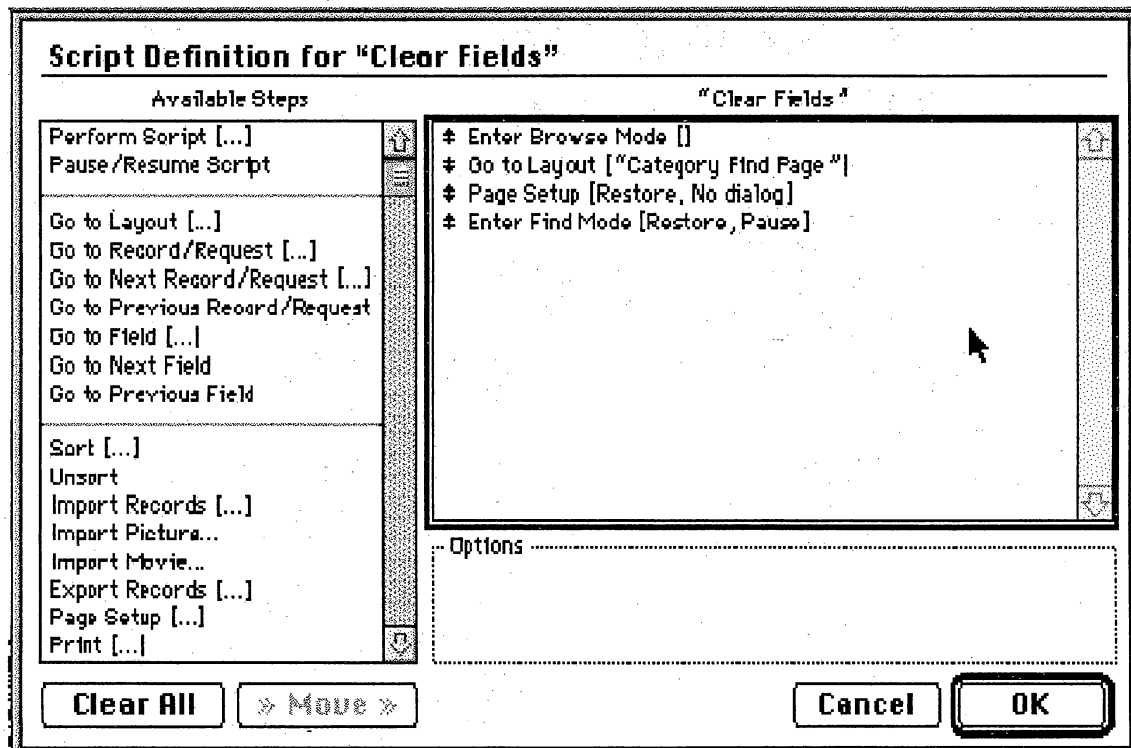 Script Definition for “Clear Fields”
Available Steps
Perform Script [...]
Pause/Resume Script
Go to Layout [...]
Go to Record/Request [...]
Go to Next Record/Request [...]
Go to Previous Record/Request
Go to Field [...]
Go to Next Field
Go to Previous Field
Sort [...]
Unsort
Import Records [...]
Import Picture...
Import Movie...
Export Records [...]
Page Setup [...]
Print [...]
“Clear Fields”
Enter Browse Mode []
Go to Layout [“Category Find Page”]
Page Setup [Restore, No dialog]
Enter Find Mode [Restore, Pause]
Options
Clear All
» Move »
Cancel
OK